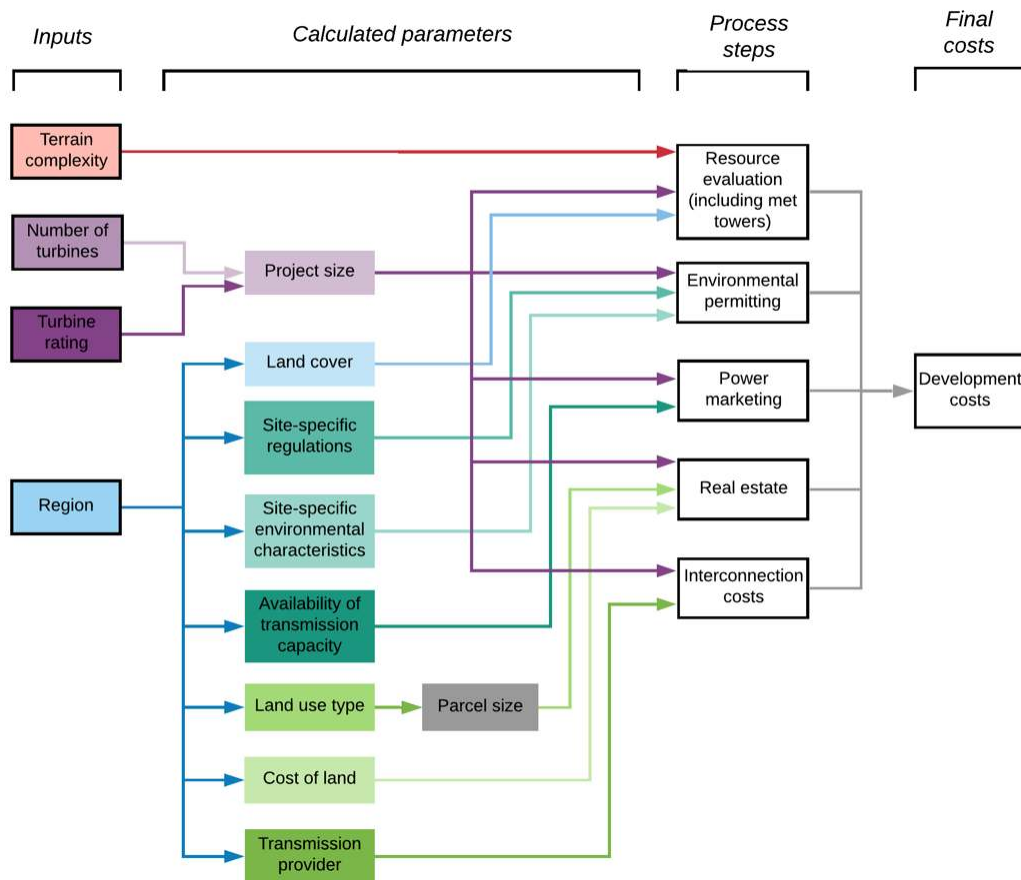 Inputs
Calculated parameters
Process
steps
Final
costs
Terrain
complexity
Number of
turbines
Turbine
rating
Region
Project size
Land cover
Site-specific
regulations
Site-specific
environmental
characteristics
Availability of
transmission
capacity
Land use type
Parcel size
Cost of land
Transmission
provider
Resource
evaluation
(including met
towers)
Environmental
permitting
Power
marketing
Real estate
Interconnection
costs
Development
costs